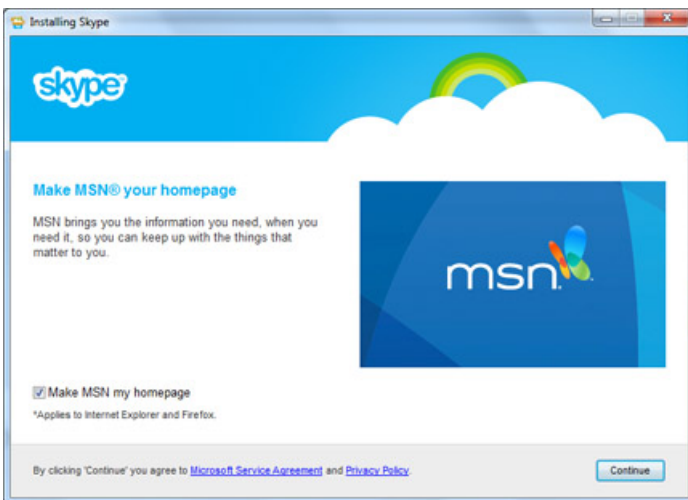 Installing Skype
skype
Make MSN® your homepage
MSN brings you the information you need, when you
need it, so you can keep up with the things that
matter to you.
msn
Make MSN my homepage
*Applies to Internet Explorer and Firefox.
By clicking 'Continue' you agree to Microsoft Service Agreement and Privacy Policy.
Continue